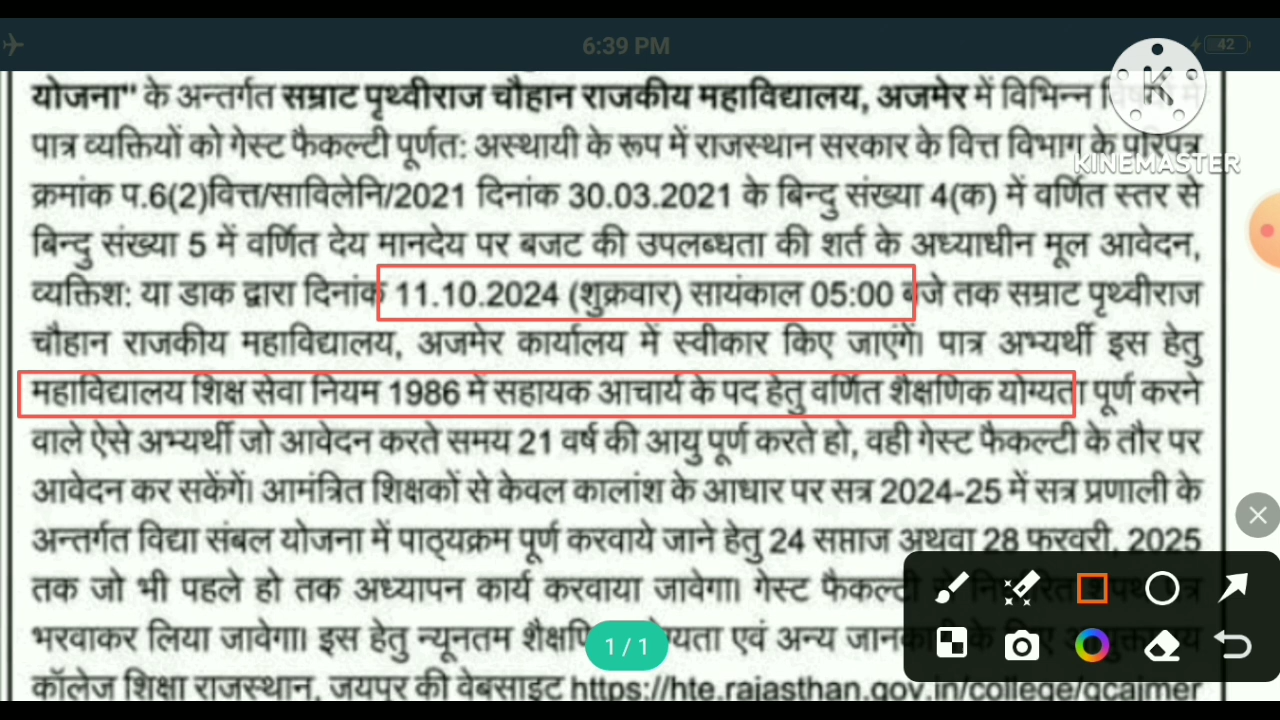 6:39 PM
42
योजना" के अन्तर्गत सम्राट पृथ्वीराज चौहान राजकीय महाविद्यालय, अजमेर में विभिन्न में
पात्र व्यक्तियों को गेस्ट फैकल्टी पूर्णत: अस्थायी के रूप में राजस्थान सरकार के वित्त विभाग के परिपत्र
KINEMASTER
क्रमांक प.6(2)वित्त/साविलेनि/2021 दिनांक 30.03.2021 के बिन्दु संख्या 4(क) में वर्णित स्तर से
बिन्दु संख्या 5 में वर्णित देय मानदेय पर बजट की उपलब्धता की शर्त के अध्याधीन मूल आवेदन,
व्यक्तिश: या डाक द्वारा दिनांक 11.10.2024 (शुक्रवार) सायंकाल 05:00 बजे तक सम्राट पृथ्वीराज
चौहान राजकीय महाविद्यालय, अजमेर कार्यालय में स्वीकार किए जाएंगें। पात्र अभ्यर्थी इस हेतु
महाविद्यालय शिक्ष सेवा नियम 1986 में सहायक आचार्य के पद हेतु वर्णित शैक्षणिक योग्यता पूर्ण करने
वाले ऐसे अभ्यर्थी जो आवेदन करते समय 21 वर्ष की आयु पूर्ण करते हो, वही गेस्ट फैकल्टी के तौर पर
आवेदन कर सकेंगें। आमंत्रित शिक्षकों से केवल कालांश के आधार पर सत्र 2024-25 में सत्र प्रणाली के
अन्तर्गत विद्या संबल योजना में पाठ्यक्रम पूर्ण करवाये जाने हेतु 24 सप्ताज अथवा 28 फरवरी, 2025
तक जो भी पहले हो तक अध्यापन कार्य करवाया जावेगा। गेस्ट फैकल्टी से निर्धारित शपथ पत्र
भरवाकर लिया जावेगा। इस हेतु न्यूनतम एवं अन्य
1 / 1
कॉलेज शिक्षा राजस्थान, जयपुर की वेबसाइट https://hte.rajasthan.gov.in/college/gcajmer